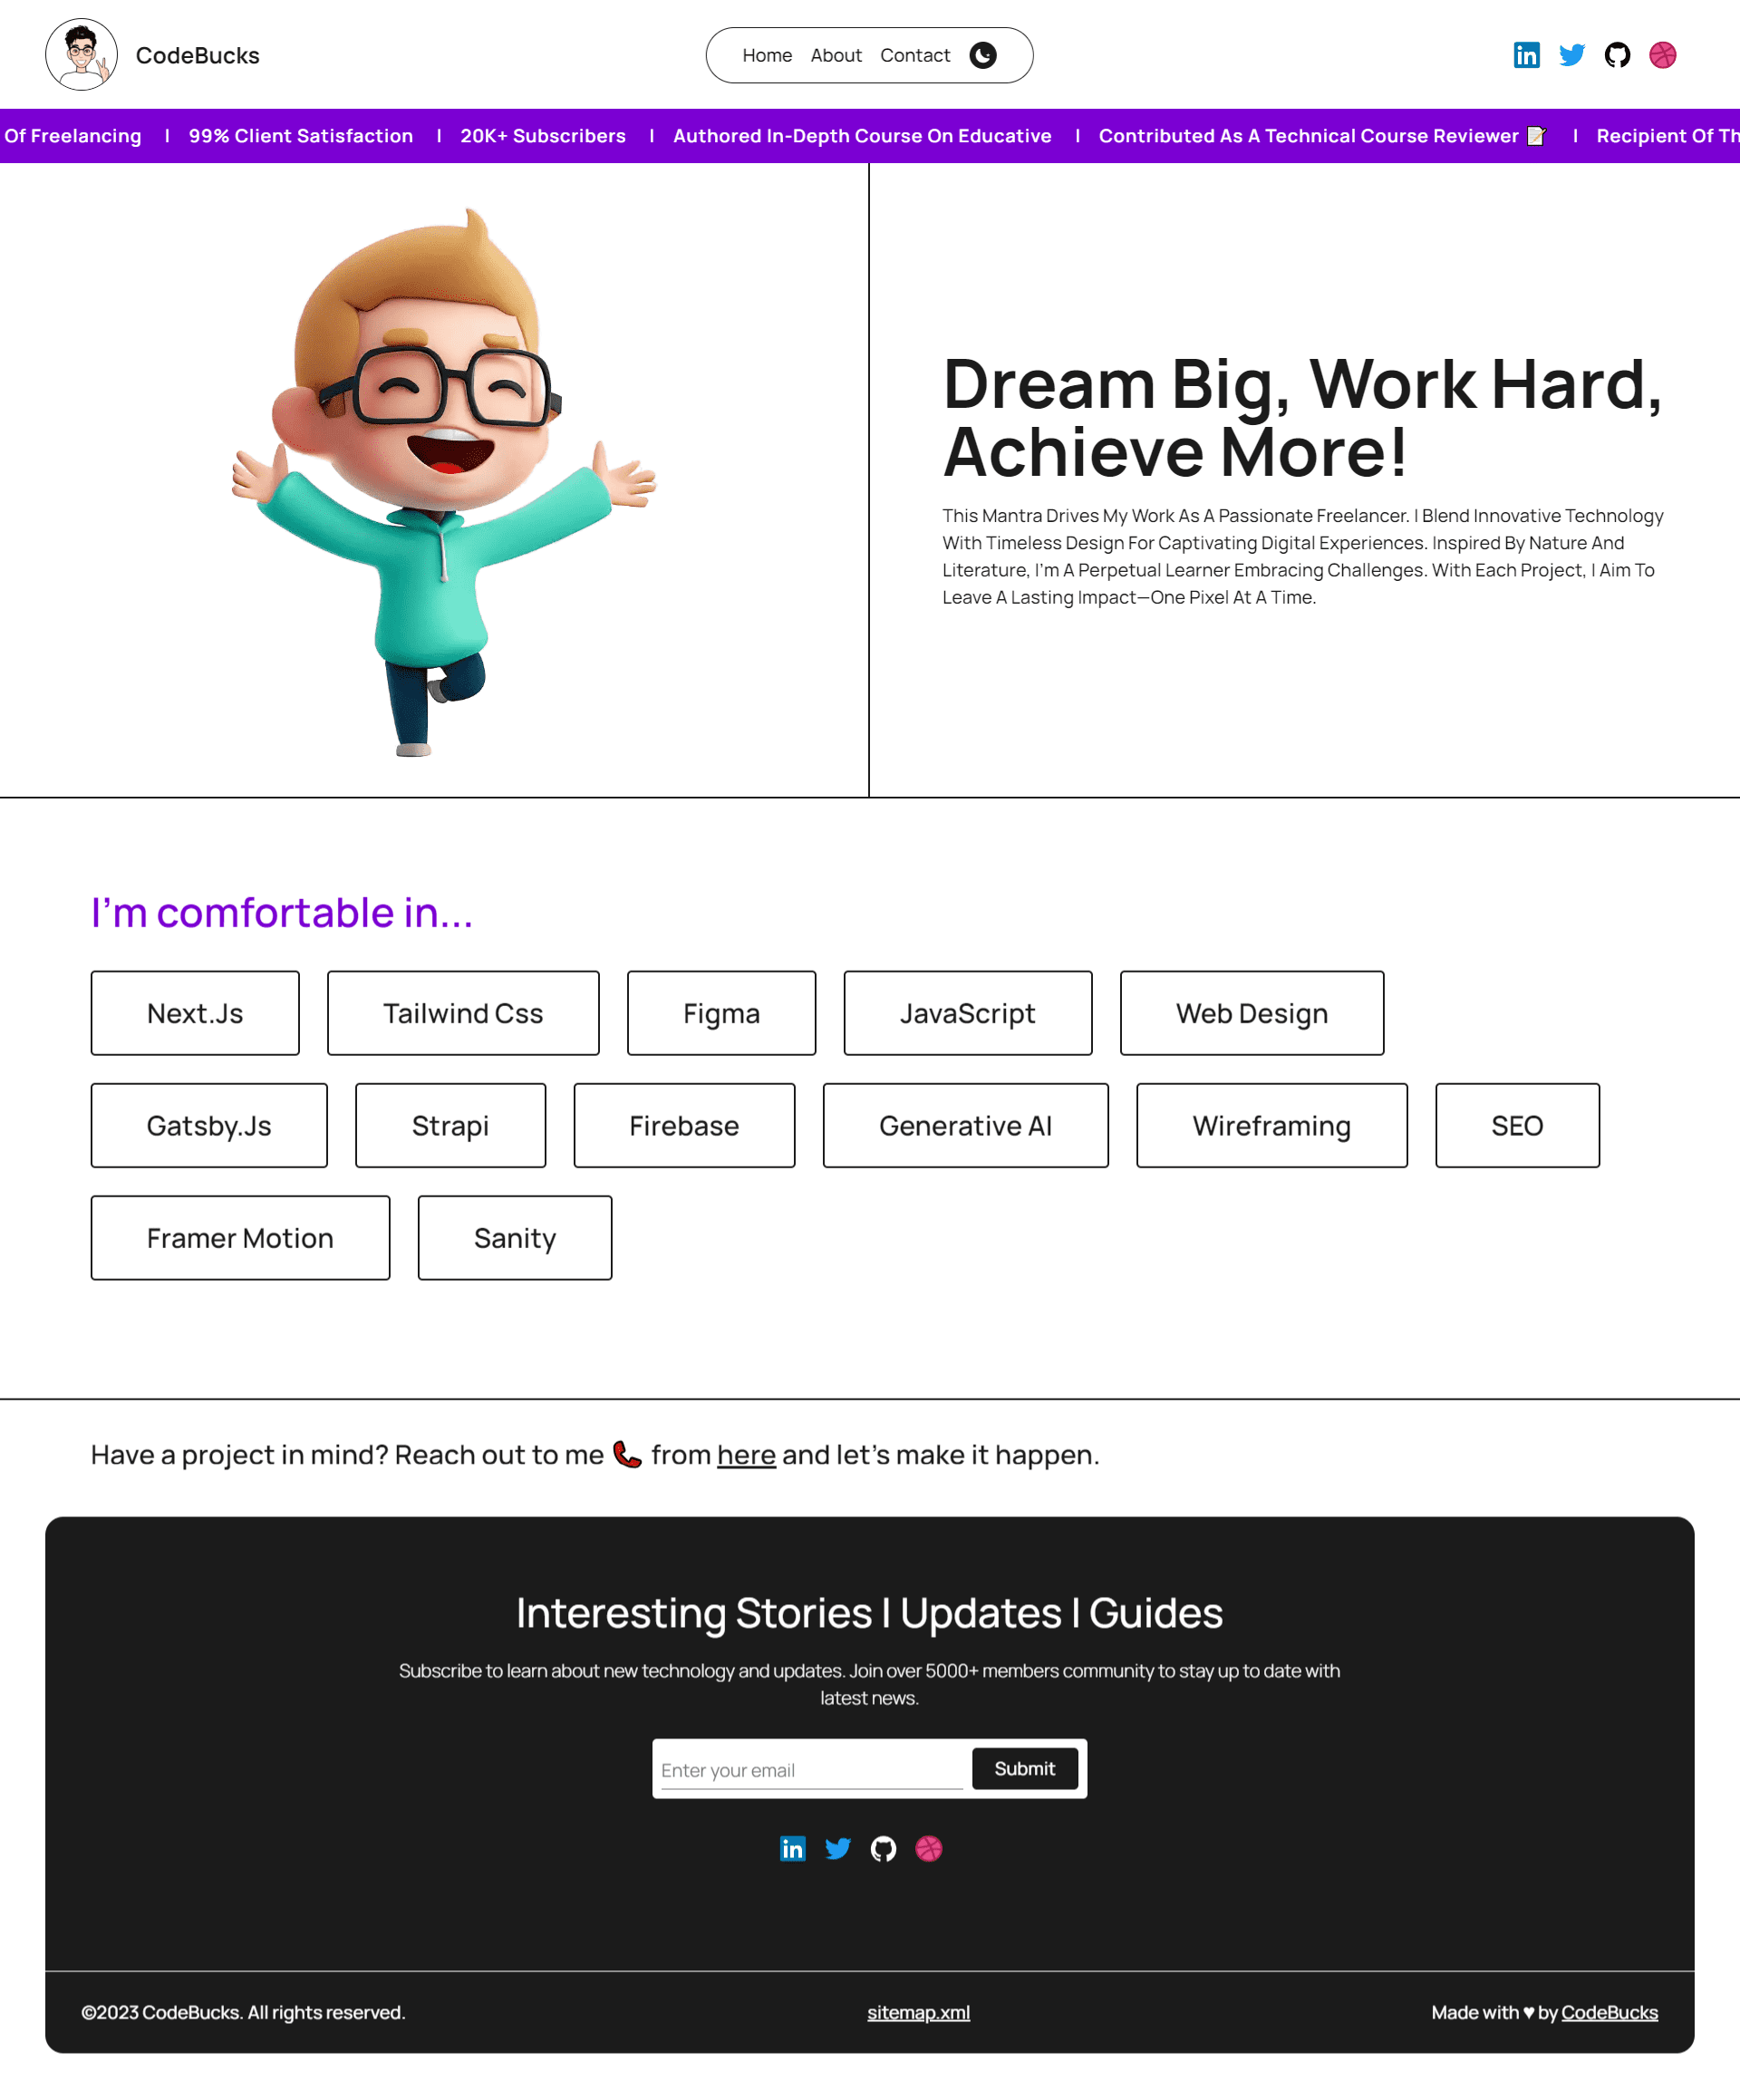 CodeBucks
Home About Contact
Of Freelancing | 99% Client Satisfaction | 20K+ Subscribers | Authored In-Depth Course On Educative | Contributed As A Technical Course Reviewer 📝 | Recipient Of Th
Dream Big, Work Hard,
Achieve More!
This Mantra Drives My Work As A Passionate Freelancer. I Blend Innovative Technology
With Timeless Design For Captivating Digital Experiences. Inspired By Nature And
Literature, I'm A Perpetual Learner Embracing Challenges. With Each Project, I Aim To
Leave A Lasting Impact—One Pixel At A Time.
I'm comfortable in...
Next.Js Tailwind Css Figma JavaScript Web Design
Gatsby.Js Strapi Firebase Generative AI Wireframing SEO
Framer Motion Sanity
Have a project in mind? Reach out to me 📞 from here and let's make it happen.
Interesting Stories | Updates | Guides
Subscribe to learn about new technology and updates. Join over 5000+ members community to stay up to date with
latest news.
Enter your email Submit
©2023 CodeBucks. All rights reserved. sitemap.xml Made with ♥ by CodeBucks